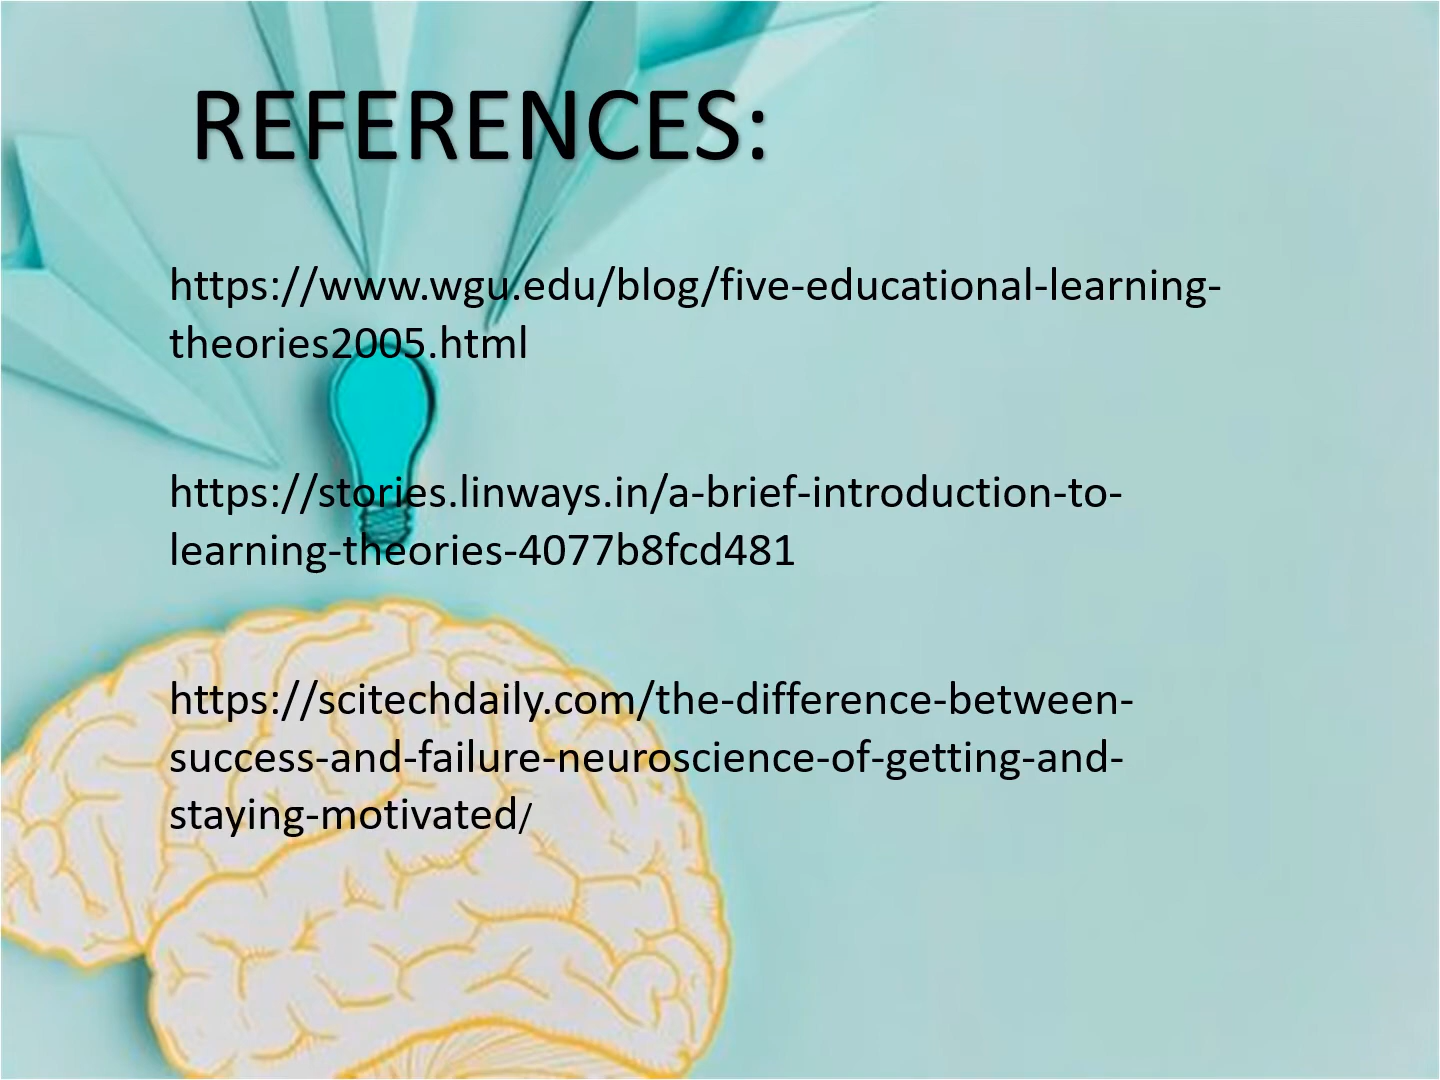 REFERENCES:
https://www.wgu.edu/blog/five-educational-learning-
theories2005.html
https://stories.linways.in/a-brief-introduction-to-
learning-theories-4077b8fcd481
https://scitechdaily.com/the-difference-between-
success-and-failure-neuroscience-of-getting-and-
staying-motivated/